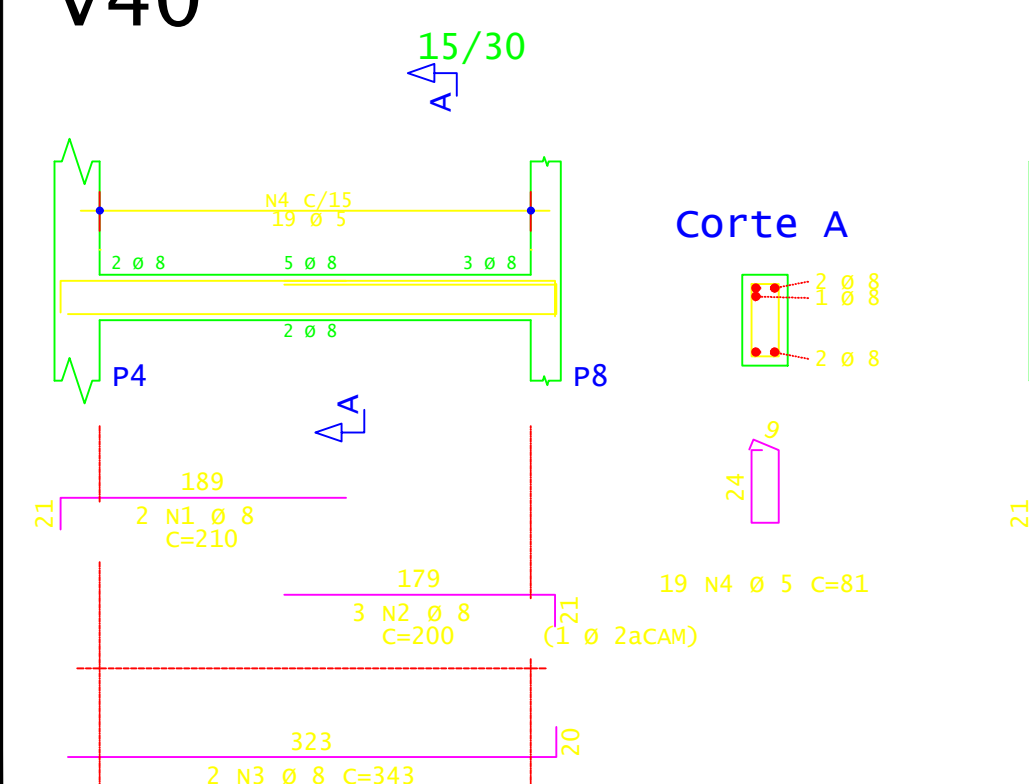 V40
15/30
A
N4 C/15
19 Ø 5
2 Ø 8 5 Ø 8 3 Ø 8
2 Ø 8
P4 P8
A
Corte A
2 Ø 8
1 Ø 8
2 Ø 8
189
21
2 N1 Ø 8
C=210
179
21
3 N2 Ø 8
C=200 (1 Ø 2aCAM)
9
24
19 N4 Ø 5 C=81
21
323
20
2 N3 Ø 8 C=343